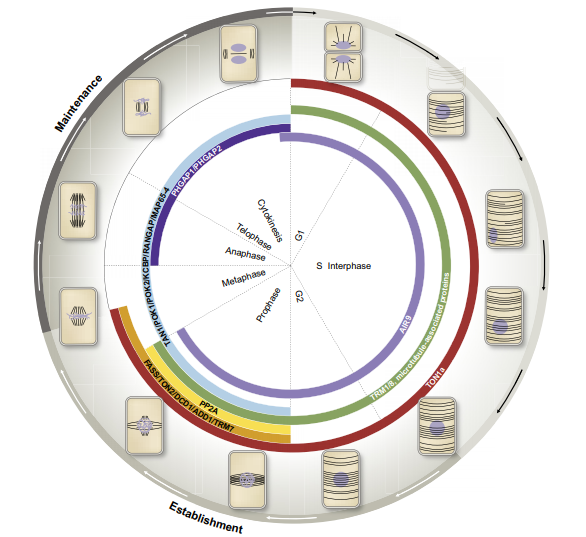 Maintenance
PHGAP1/PHGAP2
TAN1/POK1/POK2/KCBP/RANGAP/MAP65-4
Cytokinesis
G1
Telophase
Anaphase
S Interphase
Metaphase
Prophase
G2
AIR9
TRM1/8, microtubule-associated proteins
TON1a
PP2A
FASS/TON2/DCD1/ADD1/TRM7
Establishment